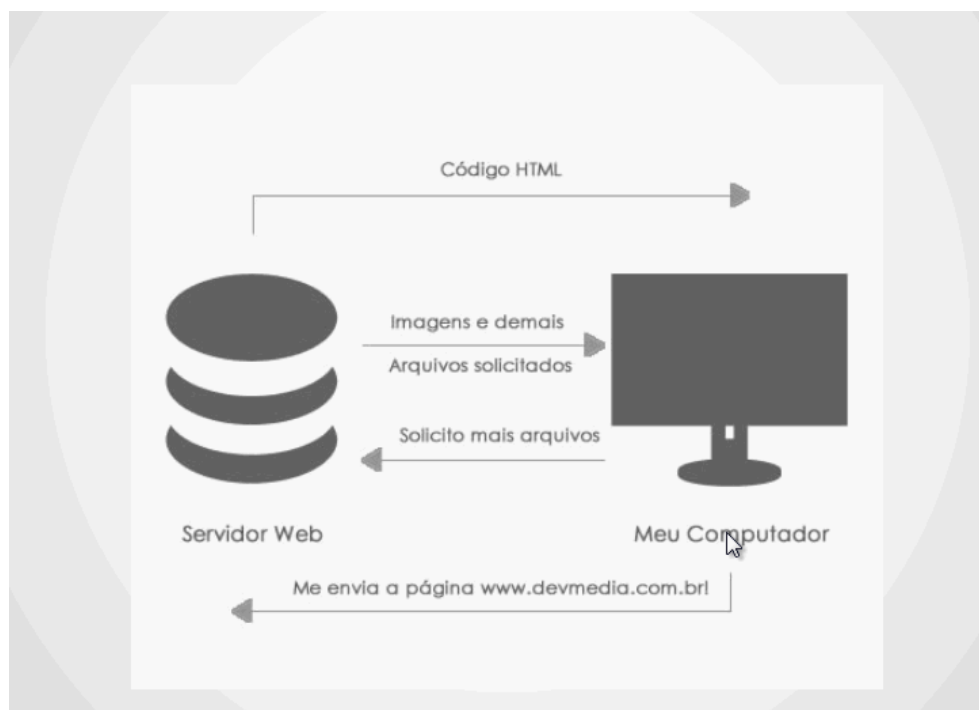 Código HTML
Imagens e demais
Arquivos solicitados
Solicito mais arquivos
Servidor Web
Meu Computador
Me envia a página www.devmedia.com.br!